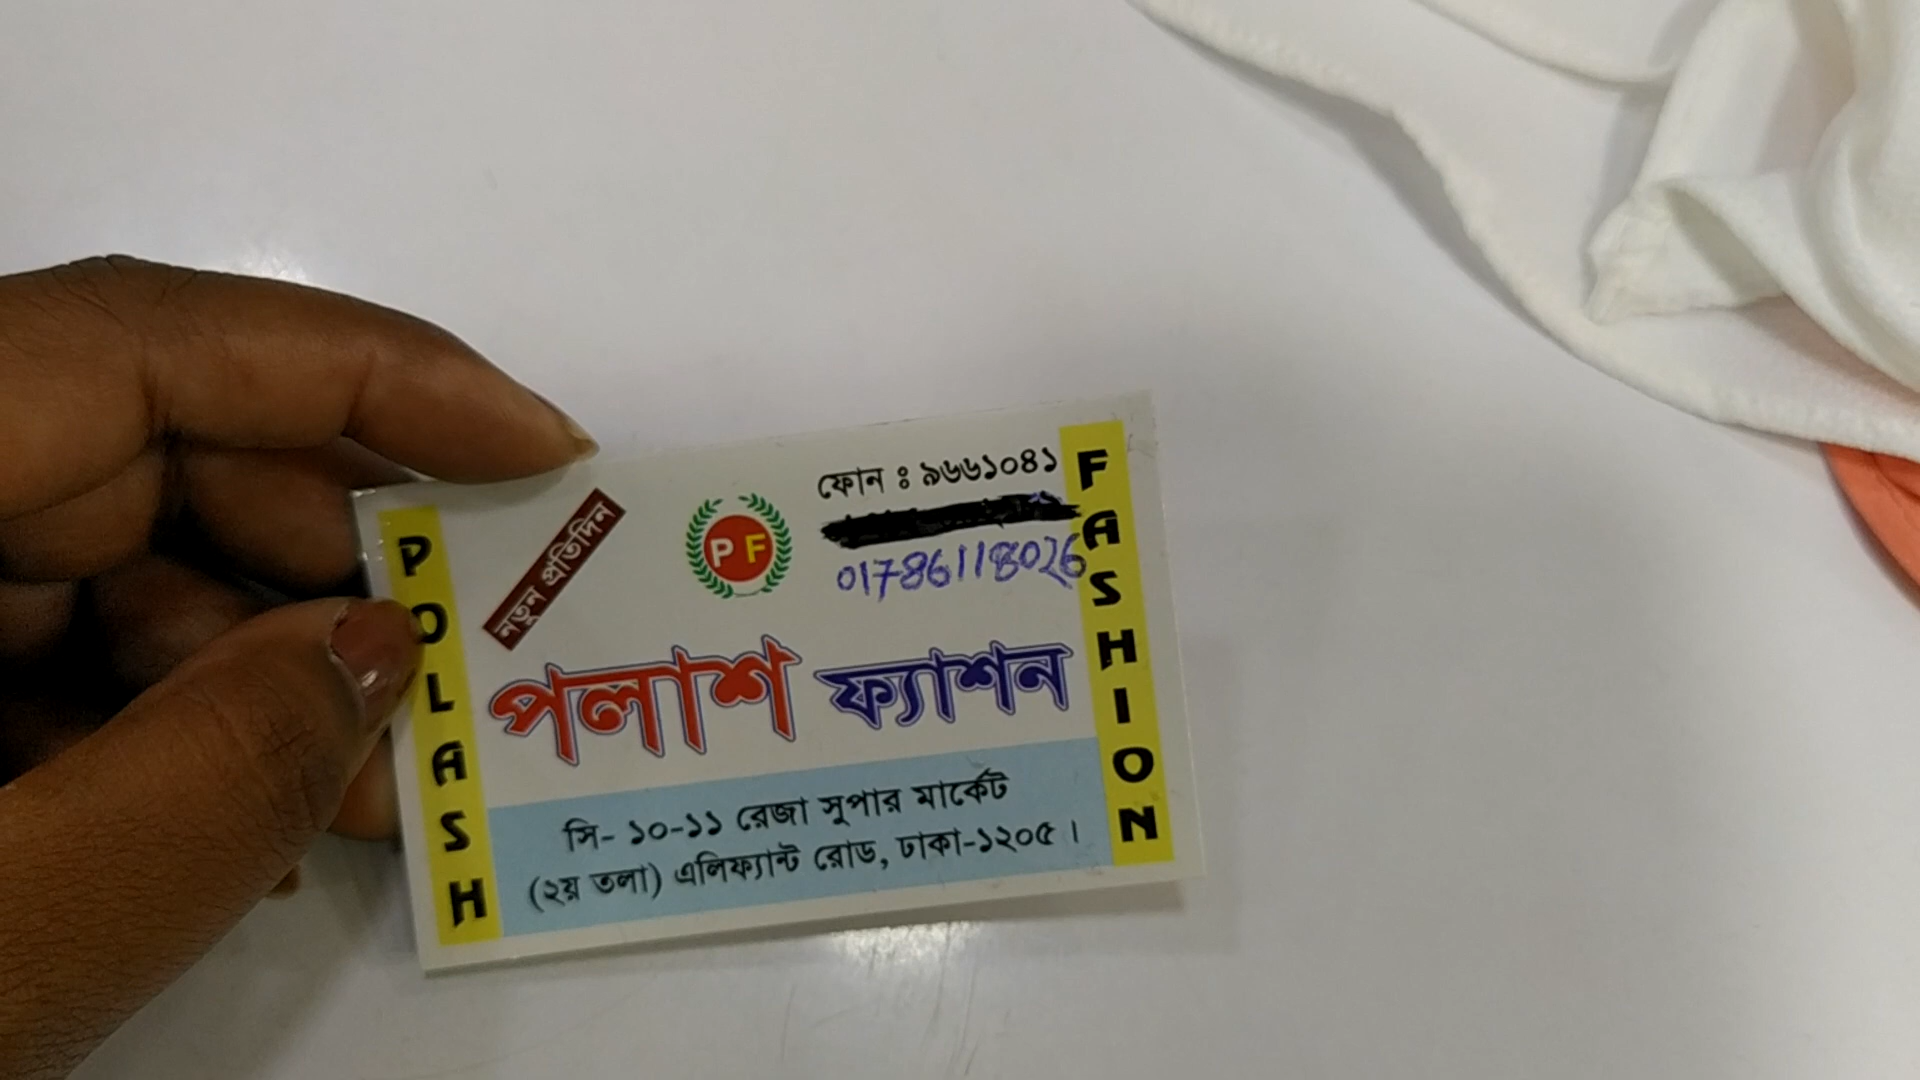 ফোন ঃ ৯৬৬১০৪১
01786118026
নতুন প্রতিদিন
PF
POLASH
FASHION
পলাশ ফ্যাশন
সি- ১০-১১ রেজা সুপার মার্কেট
(২য় তলা) এলিফ্যান্ট রোড, ঢাকা-১২০৫ ।